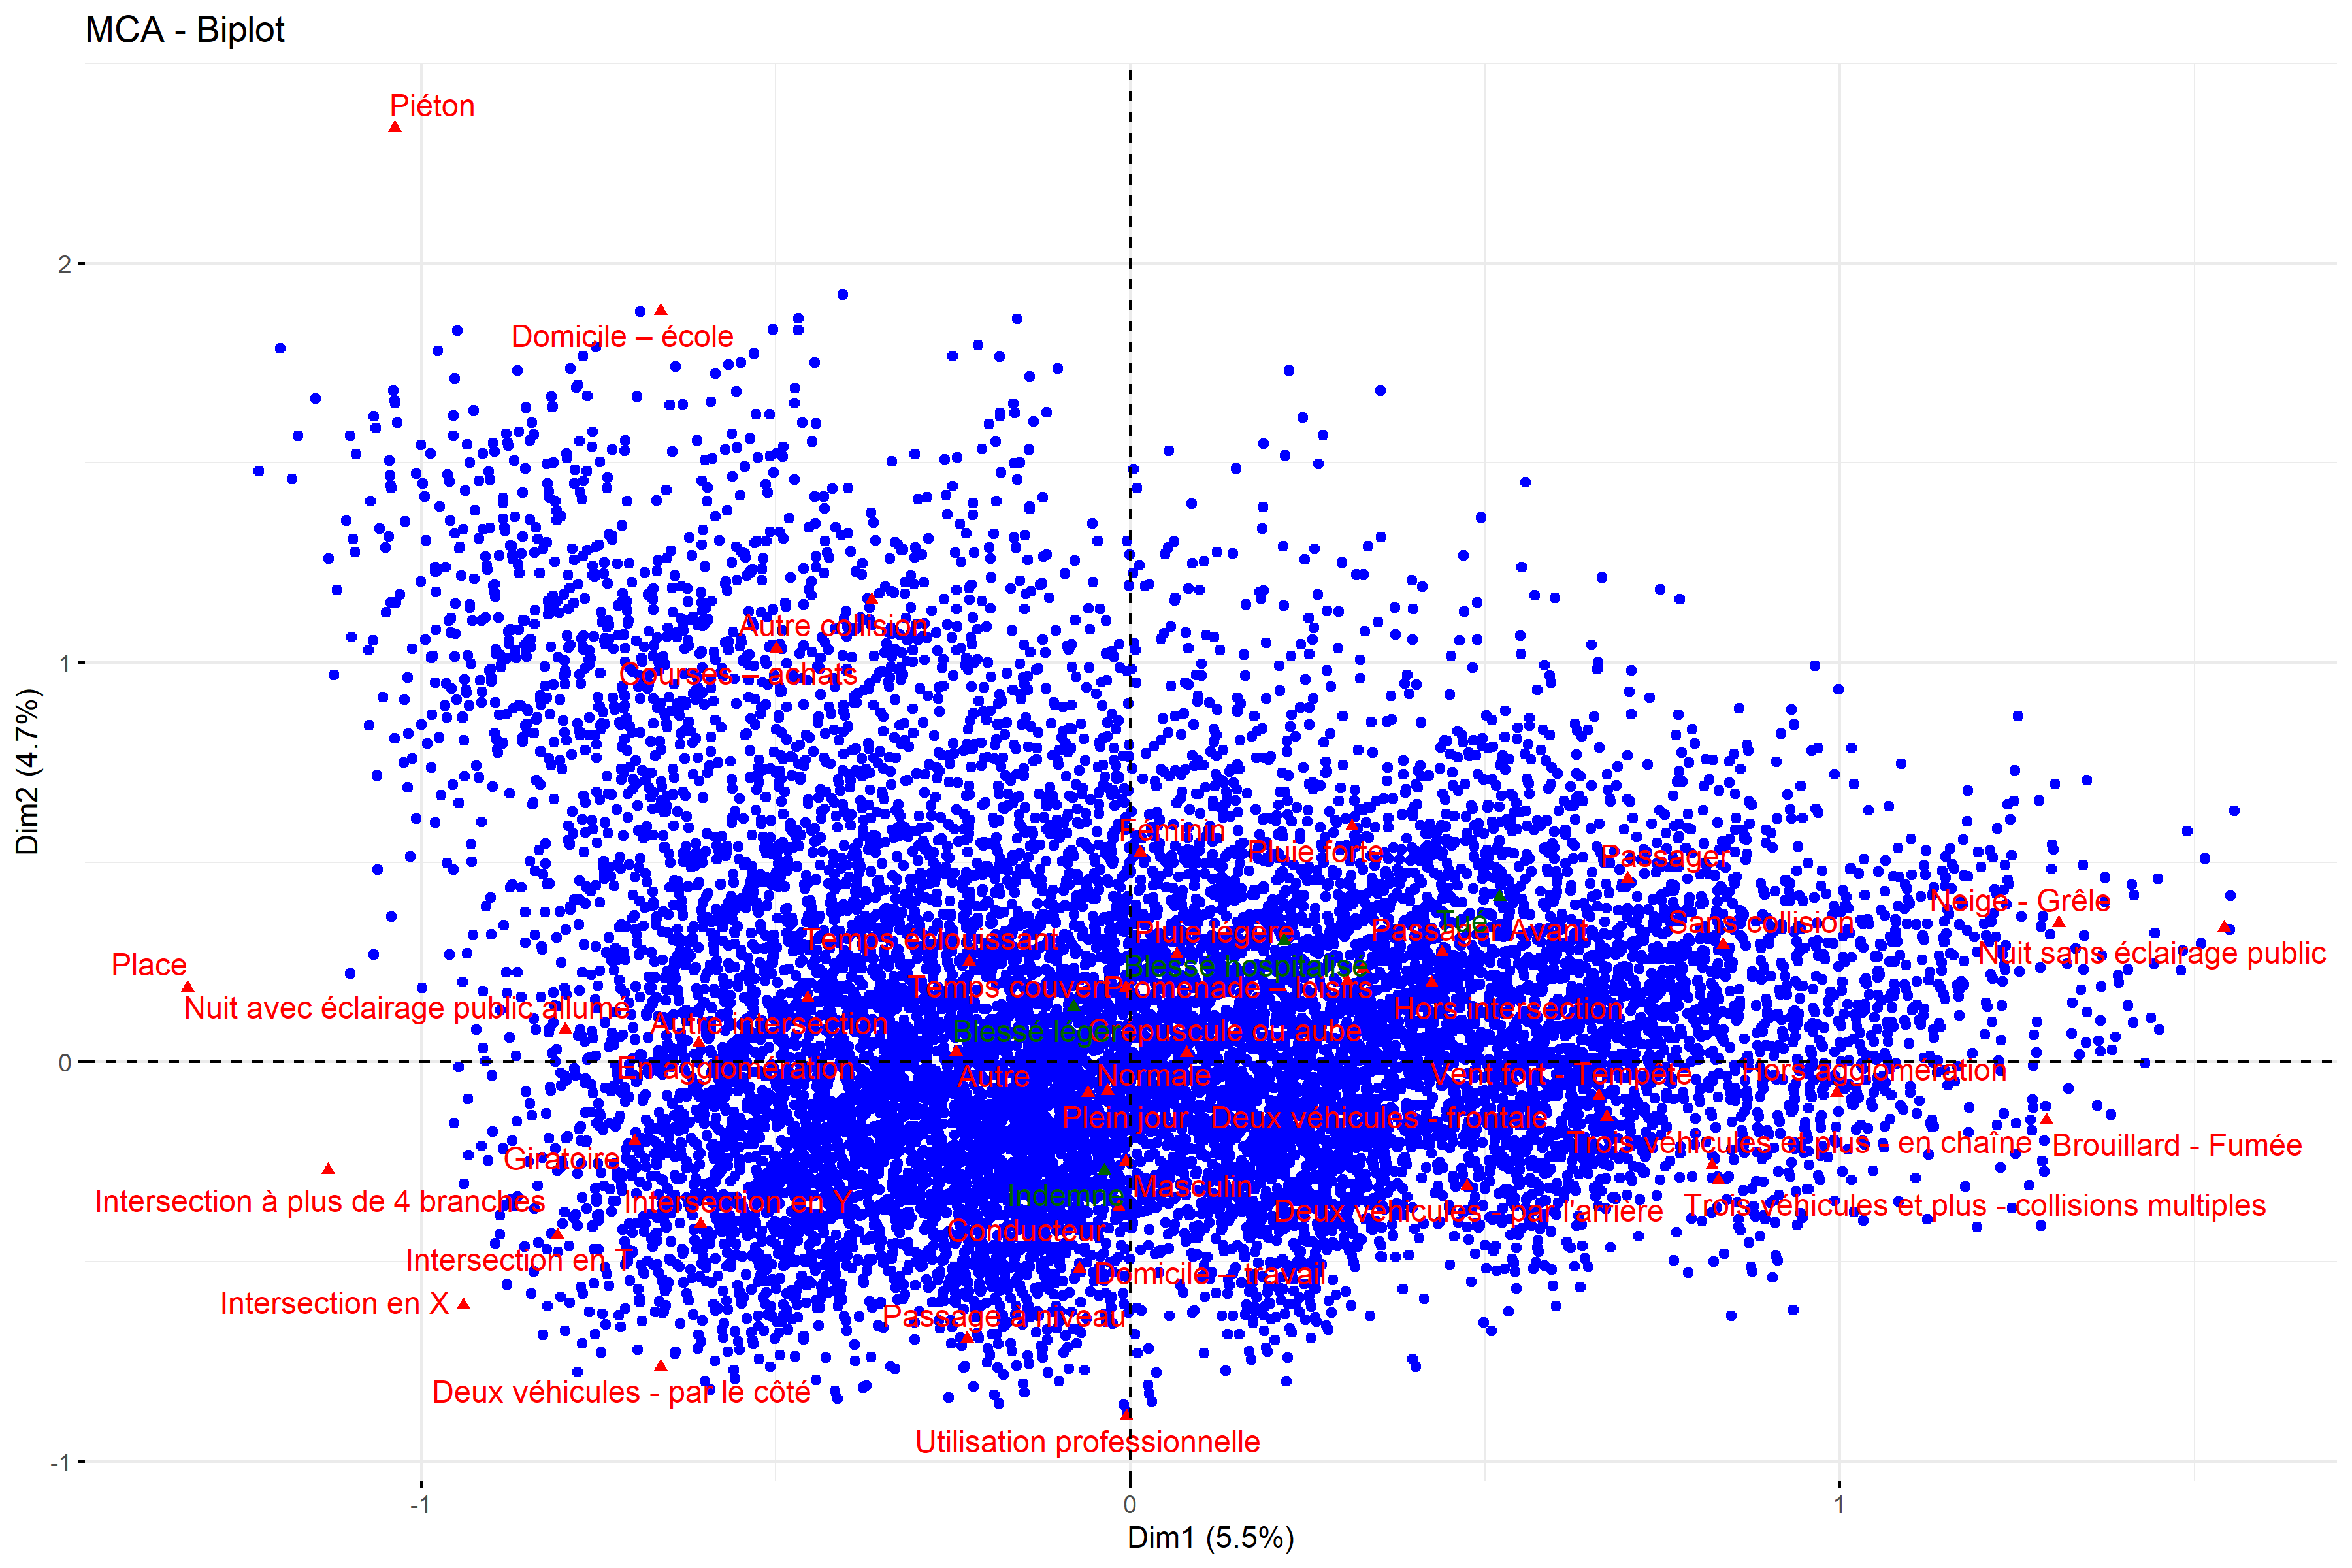 MCA - Biplot
Piéton
2
Domicile – école
Autre collision
1
Courses – achats
Dim2 (4.7%)
Féminin
Pluie forte
Passager
Neige - Grêle
Sans collision
Tué
Passager Avant
Pluie légère
Temps éblouissant
Nuit sans éclairage public
Place
Blessé hospitalisé
Temps couvert
Promenade – loisirs
Nuit avec éclairage public allumé
Hors intersection
Autre intersection
Blessé léger
Crépuscule ou aube
0
En agglomération
Autre
Normale
Vent fort - Tempête
Hors agglomération
Plein jour
Deux véhicules - frontale
Trois véhicules et plus - en chaîne
Brouillard - Fumée
Giratoire
Masculin
Indemne
Intersection à plus de 4 branches
Intersection en Y
Trois véhicules et plus - collisions multiples
Deux véhicules - par l'arrière
Conducteur
Intersection en T
Domicile – travail
Intersection en X
Passage à niveau
Deux véhicules - par le côté
Utilisation professionnelle
-1
-1
0
1
Dim1 (5.5%)